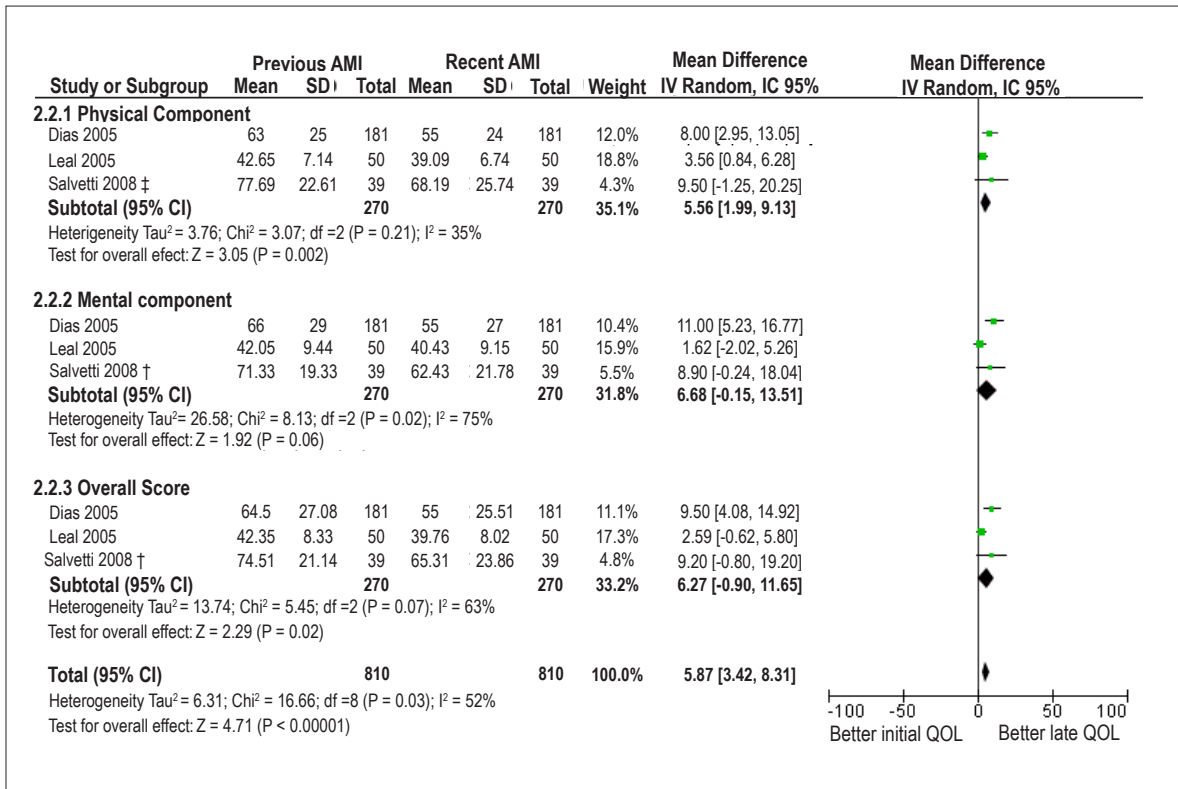 Previous AMI Recent AMI Mean Difference Mean Difference
Study or Subgroup Mean SD Total Mean SD Total Weight IV Random, IC 95% IV Random, IC 95%
2.2.1 Physical Component
Dias 2005 63 25 181 55 24 181 12.0% 8.00 [2.95, 13.05]
Leal 2005 42.65 7.14 50 39.09 6.74 50 18.8% 3.56 [0.84, 6.28]
Salvetti 2008 ‡ 77.69 22.61 39 68.19 25.74 39 4.3% 9.50 [-1.25, 20.25]
Subtotal (95% CI) 270 270 35.1% 5.56 [1.99, 9.13]
Heterigeneity Tau² = 3.76; Chi² = 3.07; df =2 (P = 0.21); I² = 35%
Test for overall efect: Z = 3.05 (P = 0.002)
2.2.2 Mental component
Dias 2005 66 29 181 55 27 181 10.4% 11.00 [5.23, 16.77]
Leal 2005 42.05 9.44 50 40.43 9.15 50 15.9% 1.62 [-2.02, 5.26]
Salvetti 2008 † 71.33 19.33 39 62.43 21.78 39 5.5% 8.90 [-0.24, 18.04]
Subtotal (95% CI) 270 270 31.8% 6.68 [-0.15, 13.51]
Heterogeneity Tau²= 26.58; Chi² = 8.13; df =2 (P = 0.02); I² = 75%
Test for overall effect: Z = 1.92 (P = 0.06)
2.2.3 Overall Score
Dias 2005 64.5 27.08 181 55 25.51 181 11.1% 9.50 [4.08, 14.92]
Leal 2005 42.35 8.33 50 39.76 8.02 50 17.3% 2.59 [-0.62, 5.80]
Salvetti 2008 † 74.51 21.14 39 65.31 23.86 39 4.8% 9.20 [-0.80, 19.20]
Subtotal (95% CI) 270 270 33.2% 6.27 [-0.90, 11.65]
Heterogeneity Tau² = 13.74; Chi² = 5.45; df =2 (P = 0.07); I² = 63%
Test for overall effect: Z = 2.29 (P = 0.02)
Total (95% CI) 810 810 100.0% 5.87 [3.42, 8.31]
Heterogeneity Tau² = 6.31; Chi² = 16.66; df =8 (P = 0.03); I² = 52%
Test for overall effect: Z = 4.71 (P < 0.00001)
-100 -50 0 50 100
Better initial QOL Better late QOL